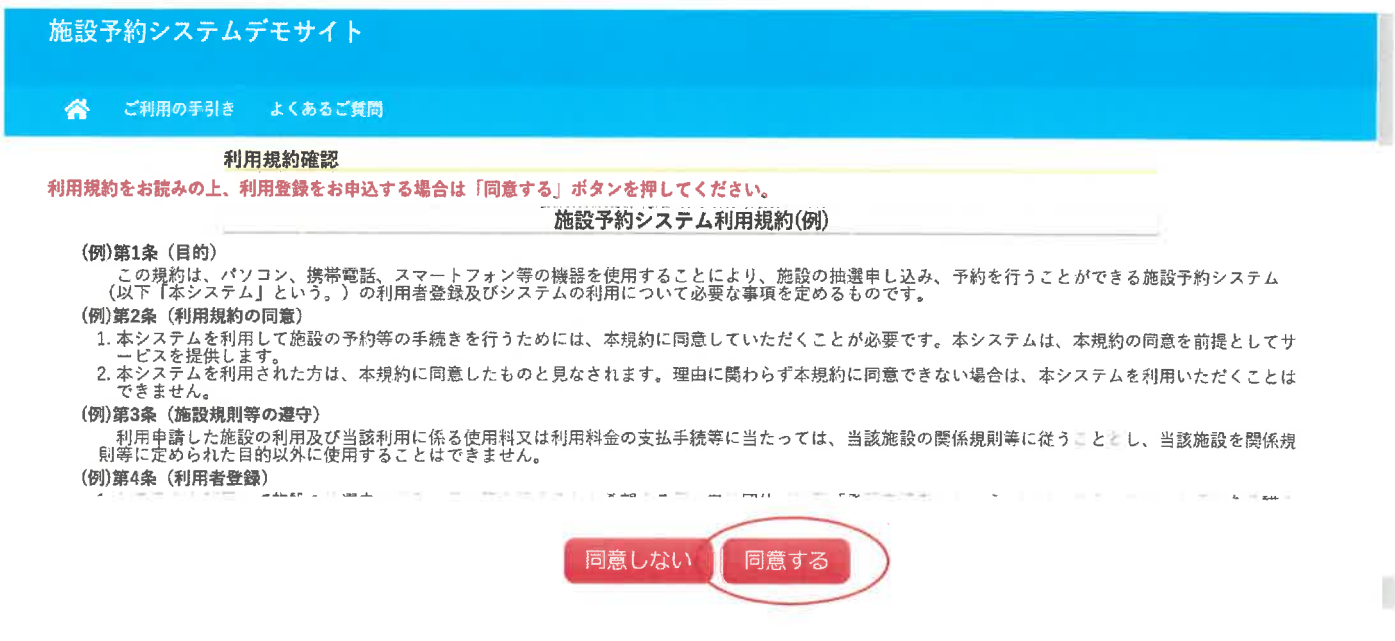 施設予約システムデモサイト
ご利用の手引き　よくあるご質問
利用規約確認
利用規約をお読みの上、利用登録をお申込する場合は「同意する」ボタンを押してください。
施設予約システム利用規約(例)
(例)第1条（目的）
この規約は、パソコン、携帯電話、スマートフォン等の機器を使用することにより、施設の抽選申し込み、予約を行うことができる施設予約システム
（以下『本システム』という。）の利用者登録及びシステムの利用について必要な事項を定めるものです。
(例)第2条（利用規約の同意）
1. 本システムを利用して施設の予約等の手続きを行うためには、本規約に同意していただくことが必要です。本システムは、本規約の同意を前提としてサ
ービスを提供します。
2. 本システムを利用された方は、本規約に同意したものと見なされます。理由に関わらず本規約に同意できない場合は、本システムを利用いただくことは
できません。
(例)第3条（施設規則等の遵守）
利用申請した施設の利用及び当該利用に係る使用料又は利用料金の支払手続等に当たっては、当該施設の関係規則等に従うこととし、当該施設を関係規
則等に定められた目的以外に使用することはできません。
(例)第4条（利用者登録）
同意しない　同意する